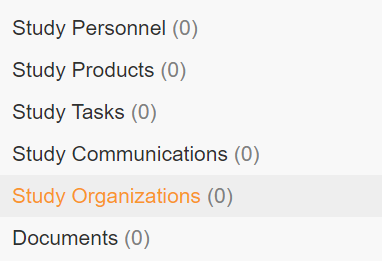 Study Personnel (0)
Study Products (0)
Study Tasks (0)
Study Communications (0)
Study Organizations (0)
Documents (0)